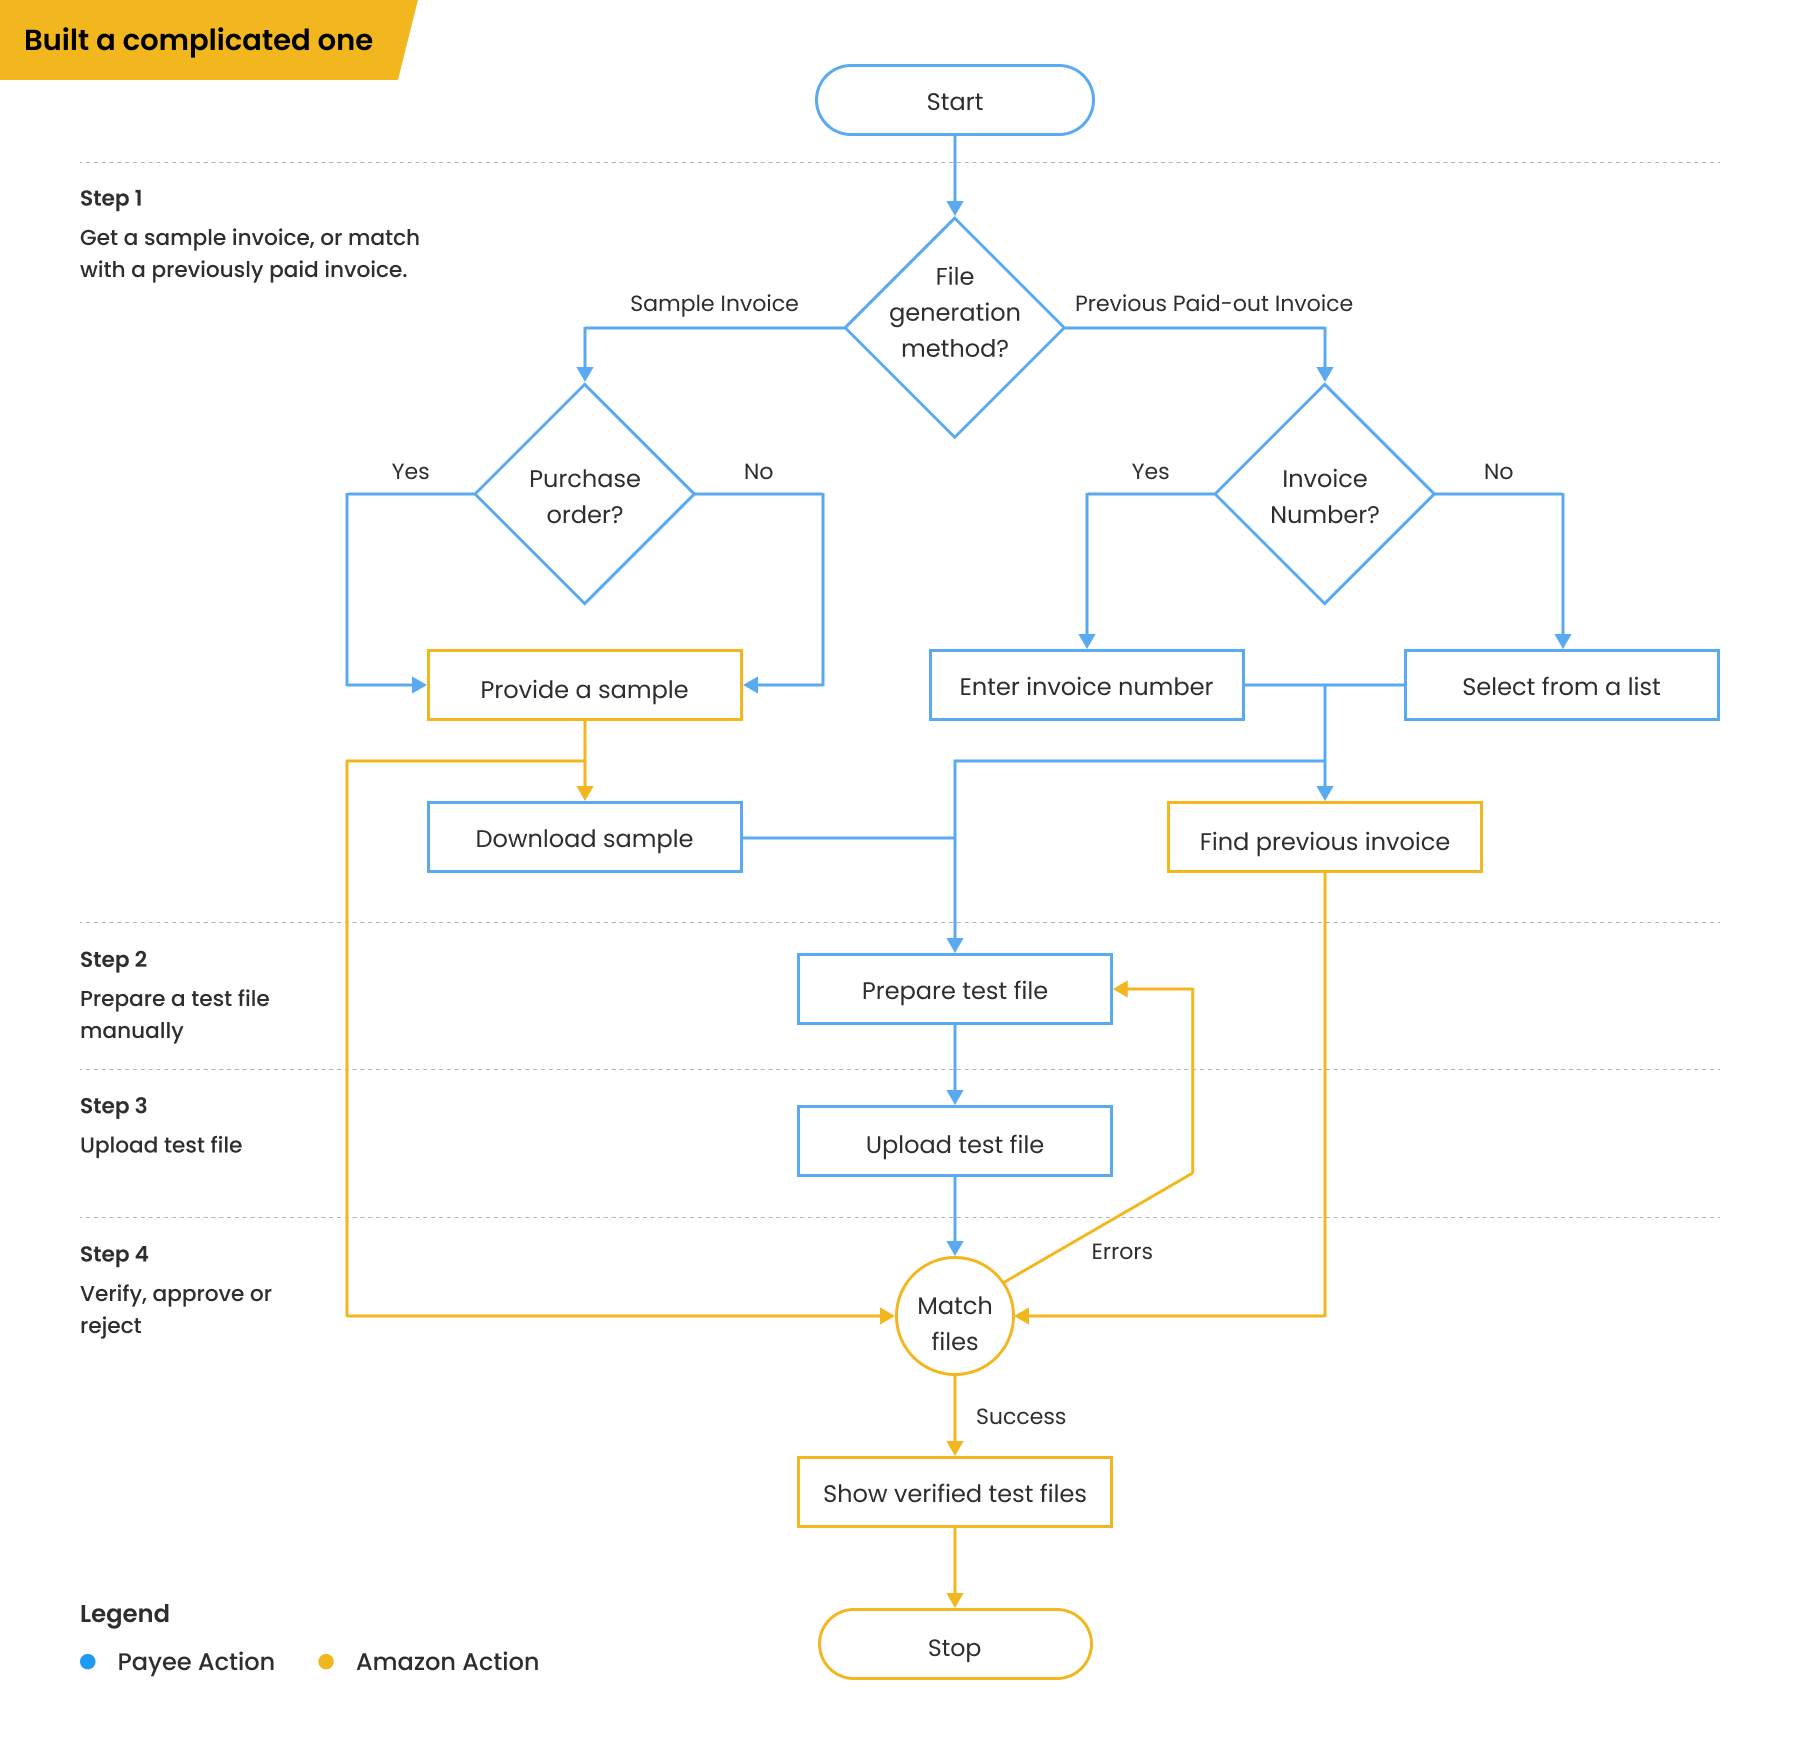 Built a complicated one
Start
Step 1
Get a sample invoice, or match
with a previously paid invoice.
File
generation
method?
Sample Invoice
Previous Paid-out Invoice
Yes
Purchase
order?
No
Yes
Invoice
Number?
No
Provide a sample
Enter invoice number
Select from a list
Download sample
Find previous invoice
Step 2
Prepare a test file
manually
Prepare test file
Step 3
Upload test file
Upload test file
Step 4
Verify, approve or
reject
Errors
Match
files
Success
Show verified test files
Stop
Legend
Payee Action
Amazon Action